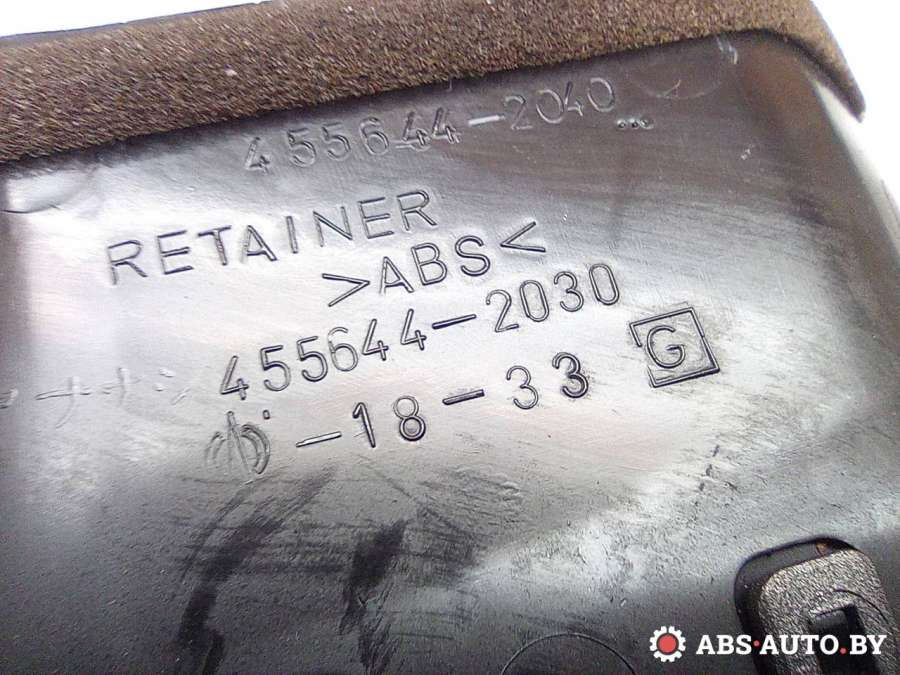 455644-2040
RETAINER
>ABS<
455644-2030
-18-33 G
ABS-AUTO.BY